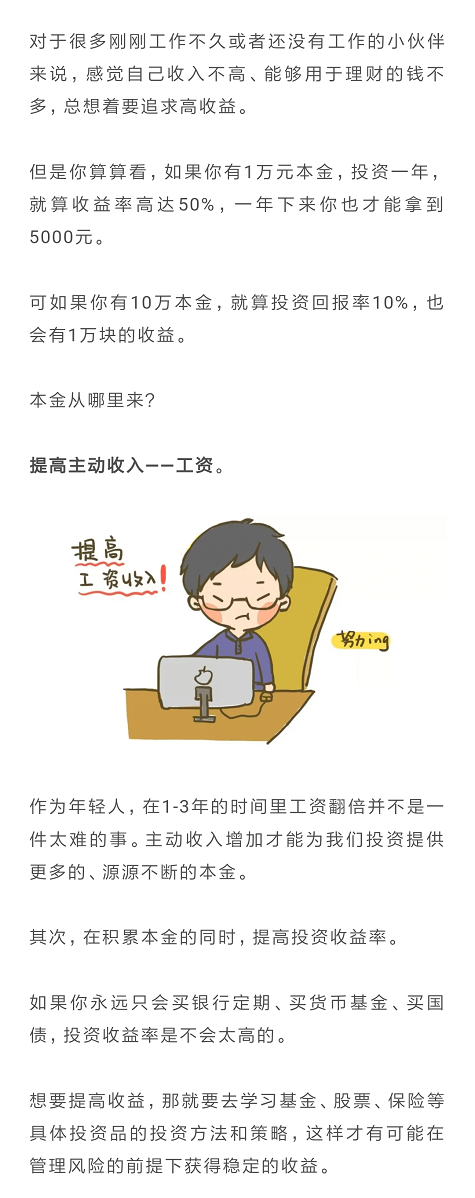 对于很多刚刚工作不久或者还没有工作的小伙伴
来说，感觉自己收入不高、能够用于理财的钱不
多，总想着要追求高收益。
但是你算算看，如果你有1万元本金，投资一年，
就算收益率高达50%，一年下来你也才能拿到
5000元。
可如果你有10万本金，就算投资回报率10%，也
会有1万块的收益。
本金从哪里来？
提高主动收入——工资。
提高
工资收入！
努力ing
作为年轻人，在1-3年的时间里工资翻倍并不是一
件太难的事。主动收入增加才能为我们投资提供
更多的、源源不断的本金。
其次，在积累本金的同时，提高投资收益率。
如果你永远只会买银行定期、买货币基金、买国
债，投资收益率是不会太高的。
想要提高收益，那就要去学习基金、股票、保险等
具体投资品的投资方法和策略，这样才有可能在
管理风险的前提下获得稳定的收益。